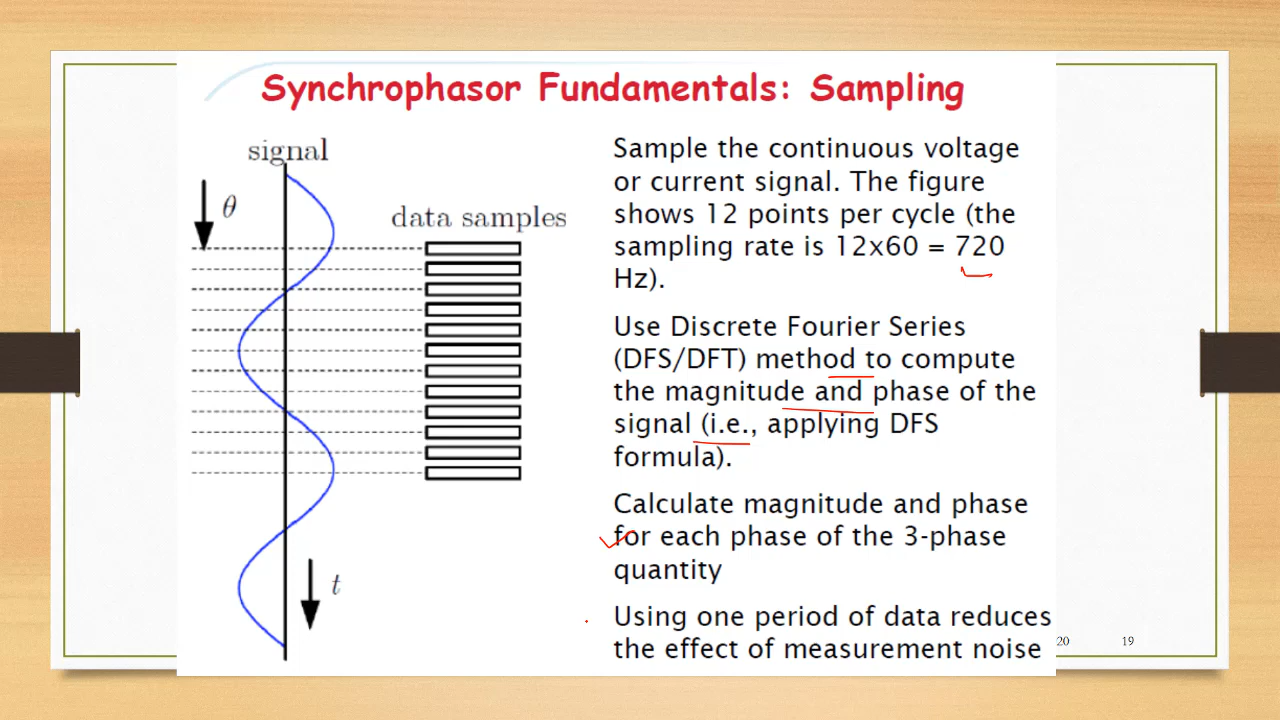 Synchrophasor Fundamentals: Sampling
signal
θ
data samples
t
Sample the continuous voltage
or current signal. The figure
shows 12 points per cycle (the
sampling rate is 12x60 = 720
Hz).
Use Discrete Fourier Series
(DFS/DFT) method to compute
the magnitude and phase of the
signal (i.e., applying DFS
formula).
Calculate magnitude and phase
for each phase of the 3-phase
quantity
Using one period of data reduces
the effect of measurement noise
20 19